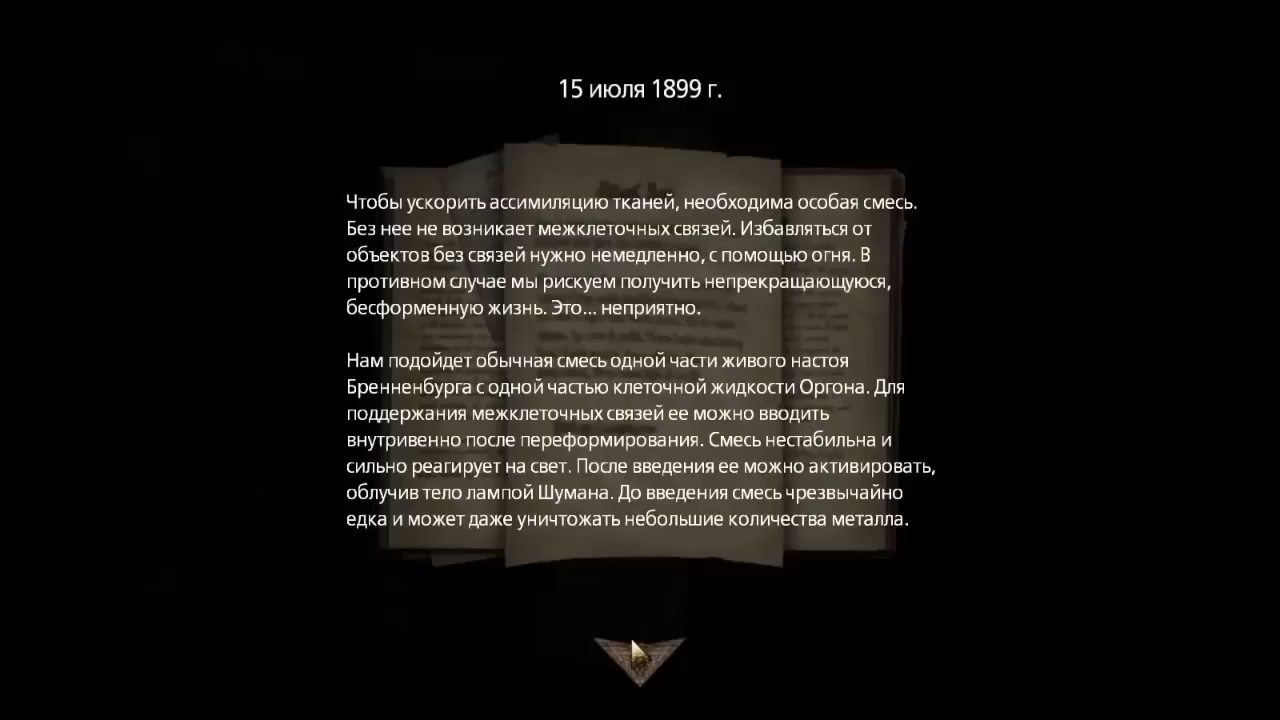 15 июля 1899 г.
Чтобы ускорить ассимиляцию тканей, необходима особая смесь.
Без нее не возникает межклеточных связей. Избавляться от
объектов без связей нужно немедленно, с помощью огня. В
противном случае мы рискуем получить непрекращающуюся,
бесформенную жизнь. Это... неприятно.
Нам подойдет обычная смесь одной части живого настоя
Бренненбурга с одной частью клеточной жидкости Оргона. Для
поддержания межклеточных связей ее можно вводить
внутривенно после переформирования. Смесь нестабильна и
сильно реагирует на свет. После введения ее можно активировать,
облучив тело лампой Шумана. До введения смесь чрезвычайно
едка и может даже уничтожать небольшие количества металла.